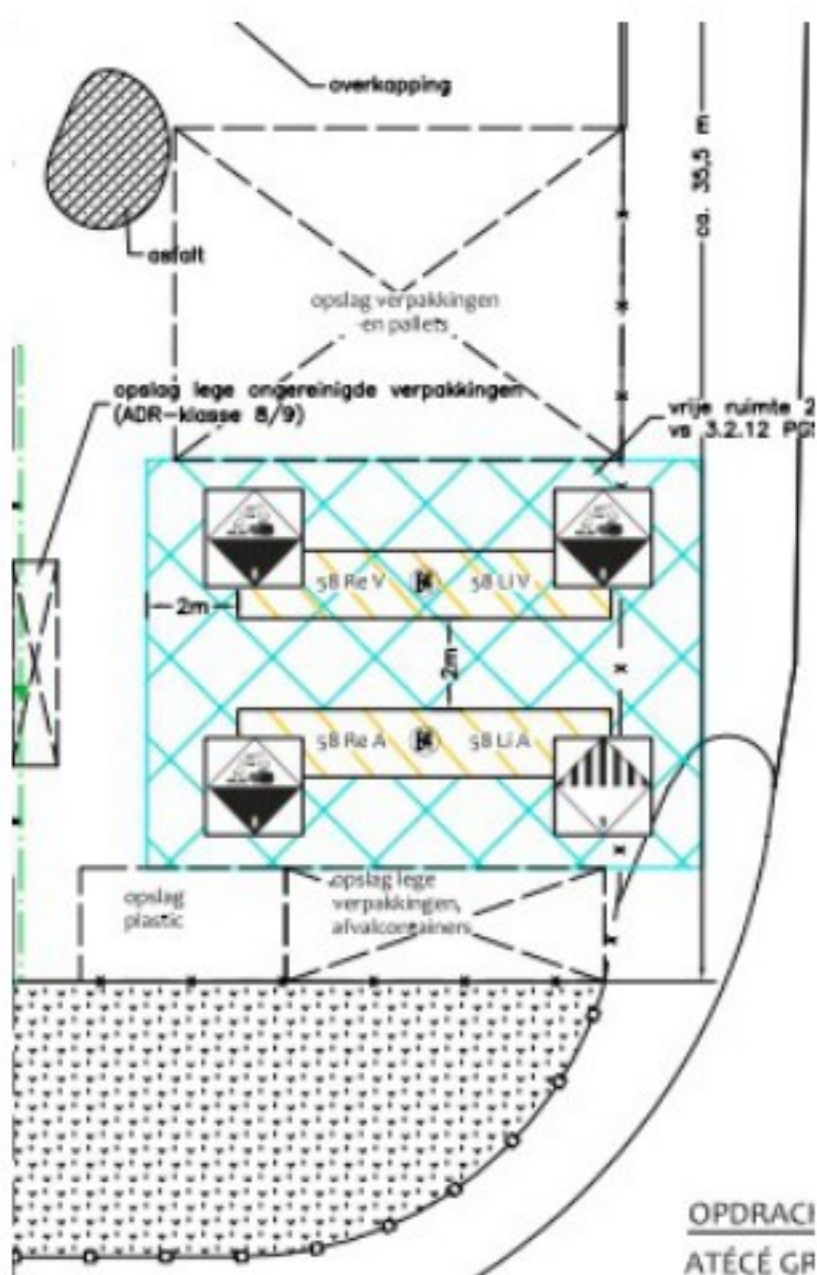 overkapping
ca. 35,5 m
asfalt
opslag verpakkingen
en pallets
opslag lege ongereinigde verpakkingen
(ADR-klasse 8/9)
vrije ruimte 2
vs 3.2.12 PGS
58 Re V
58 Li V
2m
2m
58 Re A
58 Li A
opslag
plastic
opslag lege
verpakkingen,
afvalcontainers
OPDRACH
ATÉCÉ GR